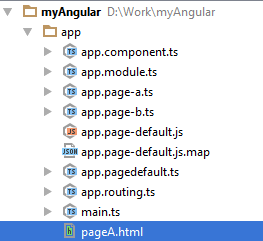 myAngular D:\Work\myAngular
app
TS app.component.ts
TS app.module.ts
TS app.page-a.ts
TS app.page-b.ts
JS app.page-default.js
JSON app.page-default.js.map
TS app.pagedefault.ts
TS app.routing.ts
TS main.ts
pageA.html